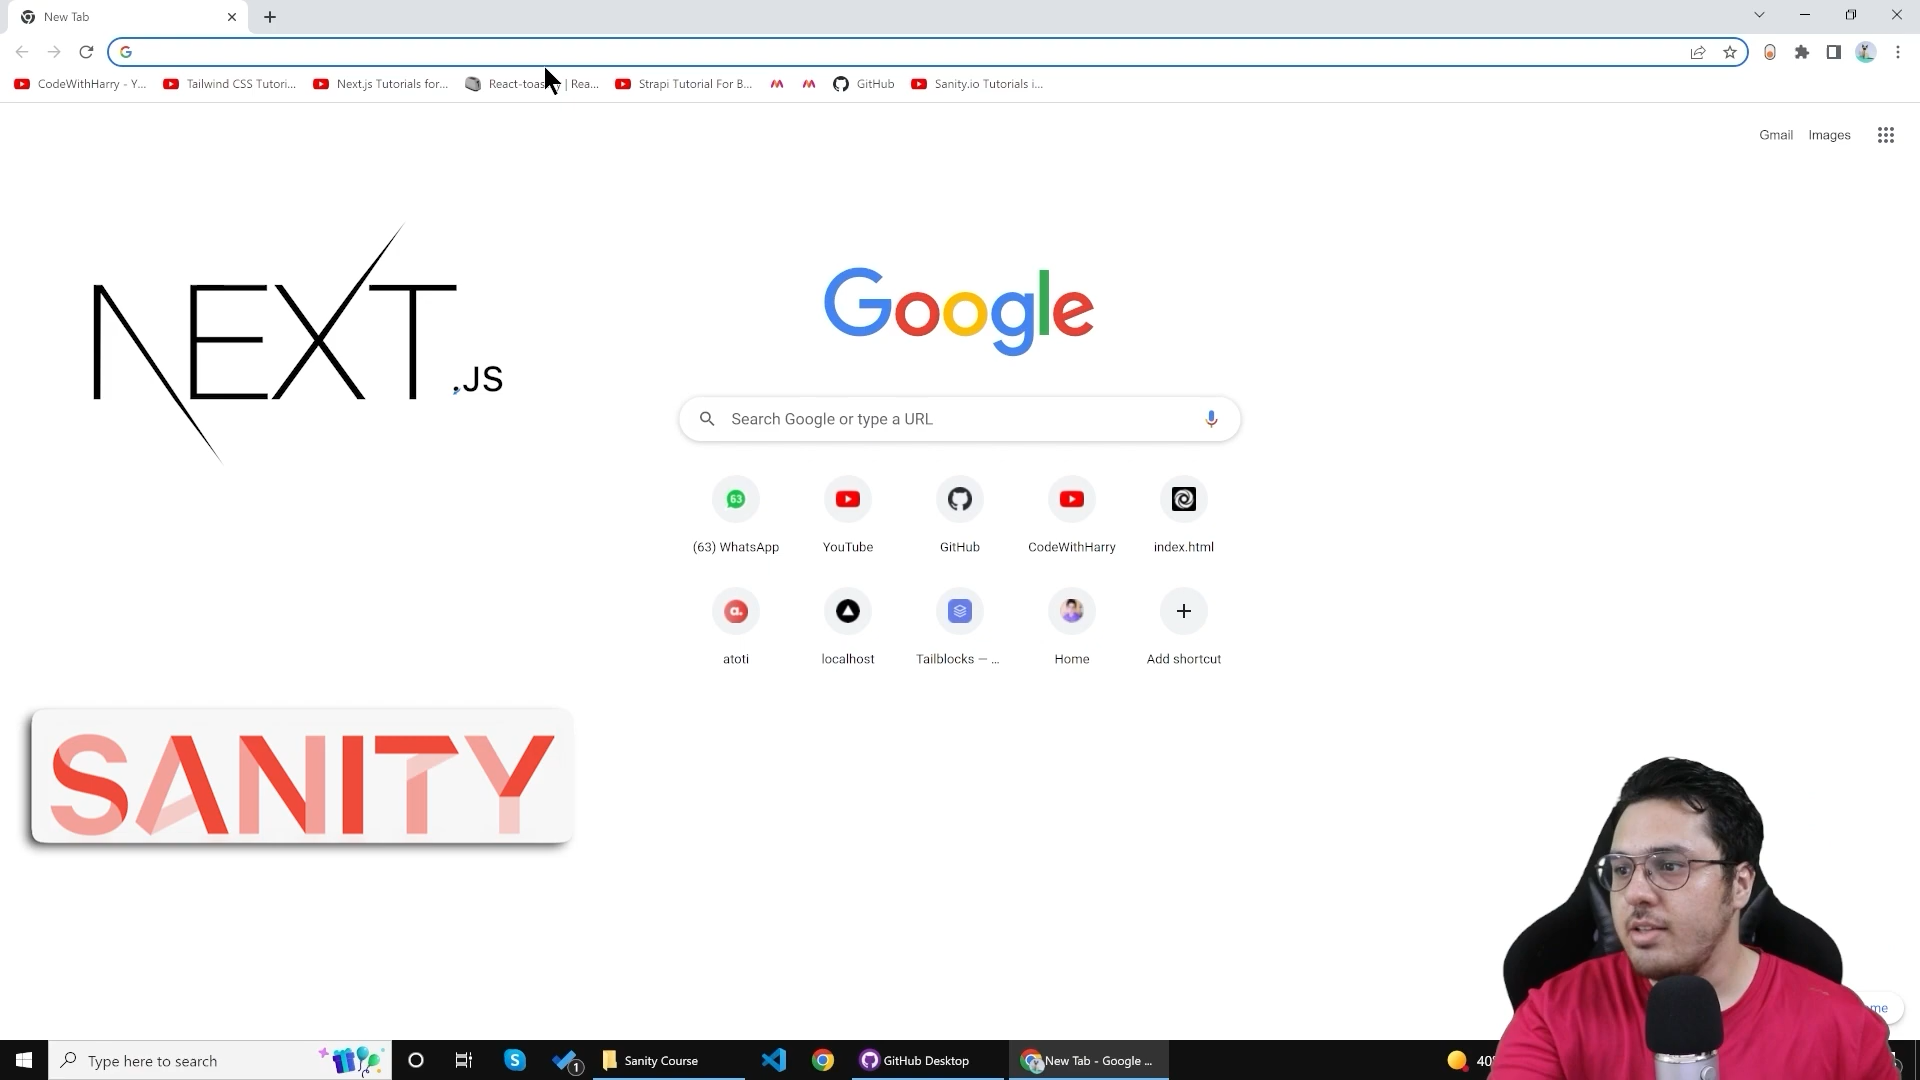 New Tab
CodeWithHarry - Y...
Tailwind CSS Tutori...
Next.js Tutorials for...
| Rea...
Strapi Tutorial For B...
GitHub
Sanity.io Tutorials i...
Gmail
Images
NEXT.JS
Google
Search Google or type a URL
63
(63) WhatsApp
YouTube
GitHub
CodeWithHarry
index.html
a.
atoti
localhost
Tailblocks — ...
Home
Add shortcut
SANITY
Type here to search
1
Sanity Course
GitHub Desktop
New Tab - Google ...